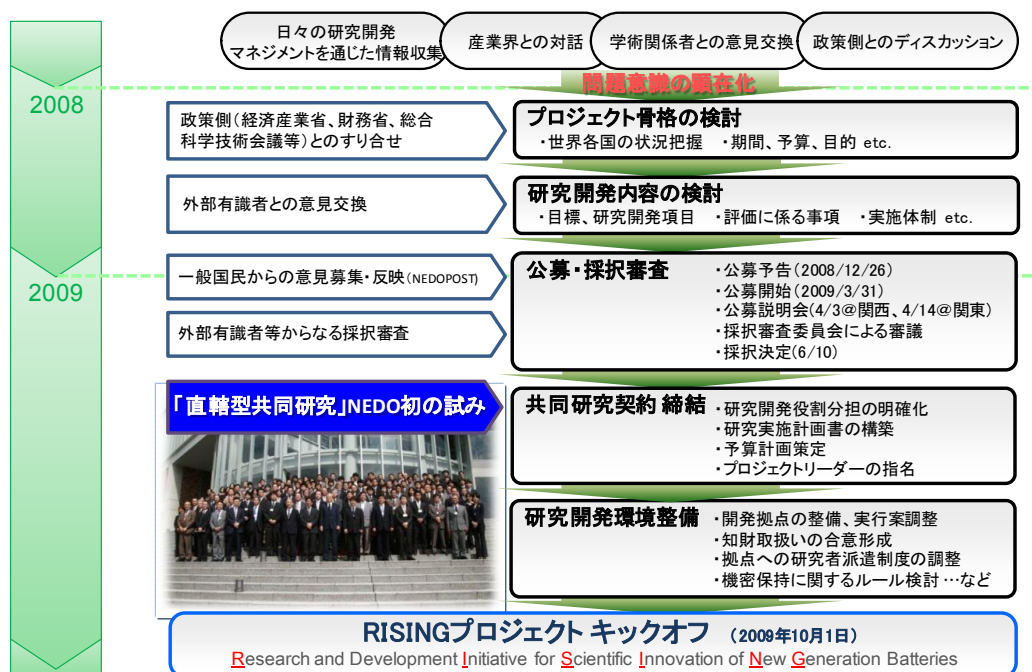 日々の研究開発
マネジメントを通じた情報収集
産業界との対話
学術関係者との意見交換
政策側とのディスカッション
問題意識の顕在化
2008
政策側(経済産業省、財務省、総合
科学技術会議等)とのすり合せ
プロジェクト骨格の検討
・世界各国の状況把握 ・期間、予算、目的 etc.
外部有識者との意見交換
研究開発内容の検討
・目標、研究開発項目 ・評価に係る事項 ・実施体制 etc.
2009
一般国民からの意見募集・反映(NEDOPOST)
外部有識者等からなる採択審査
公募・採択審査
・公募予告(2008/12/26)
・公募開始(2009/3/31)
・公募説明会(4/3@関西、4/14@関東)
・採択審査委員会による審議
・採択決定(6/10)
「直轄型共同研究」NEDO初の試み
共同研究契約 締結
・研究開発役割分担の明確化
・研究実施計画書の構築
・予算計画策定
・プロジェクトリーダーの指名
研究開発環境整備
・開発拠点の整備、実行案調整
・知財取扱いの合意形成
・拠点への研究者派遣制度の調整
・機密保持に関するルール検討 …など
RISINGプロジェクト キックオフ (2009年10月1日)
Research and Development Initiative for Scientific Innovation of New Generation Batteries